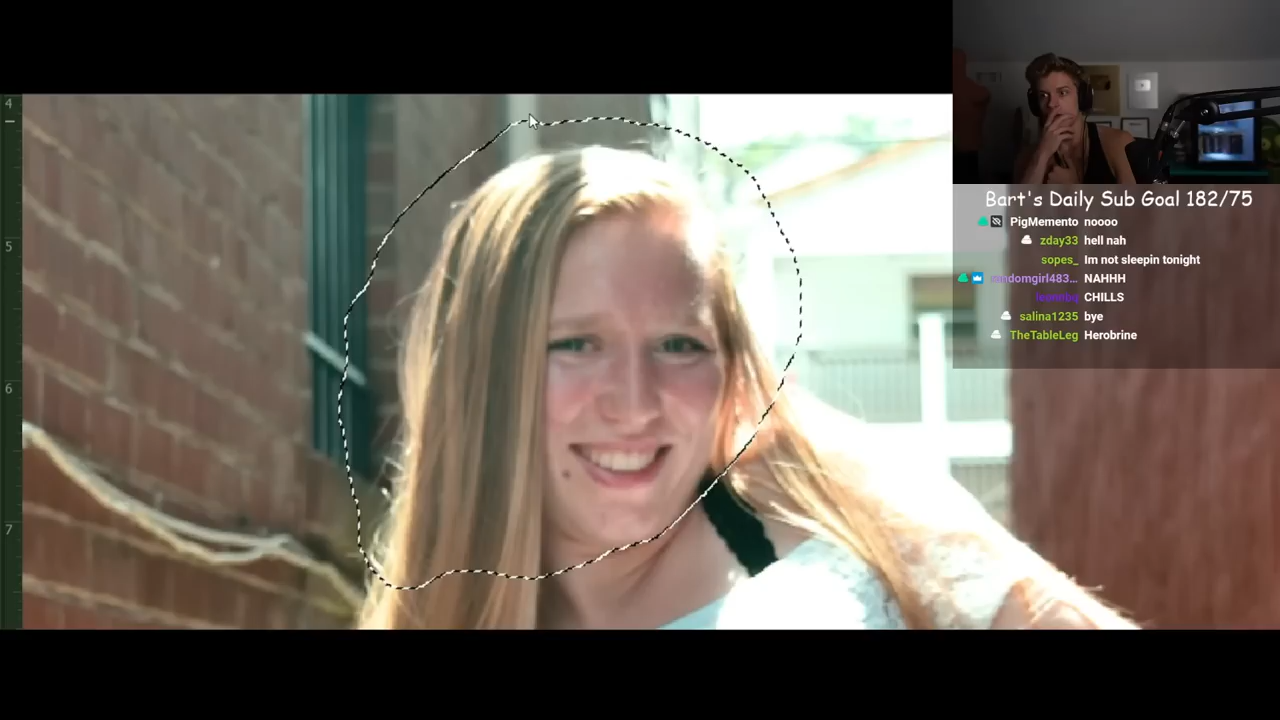 4
5
6
7
Bart's Daily Sub Goal 182/75
PigMemento noooo
zday33 hell nah
sopes_ Im not sleepin tonight
NAHHH
CHILLS
salina1235 bye
TheTableLeg Herobrine